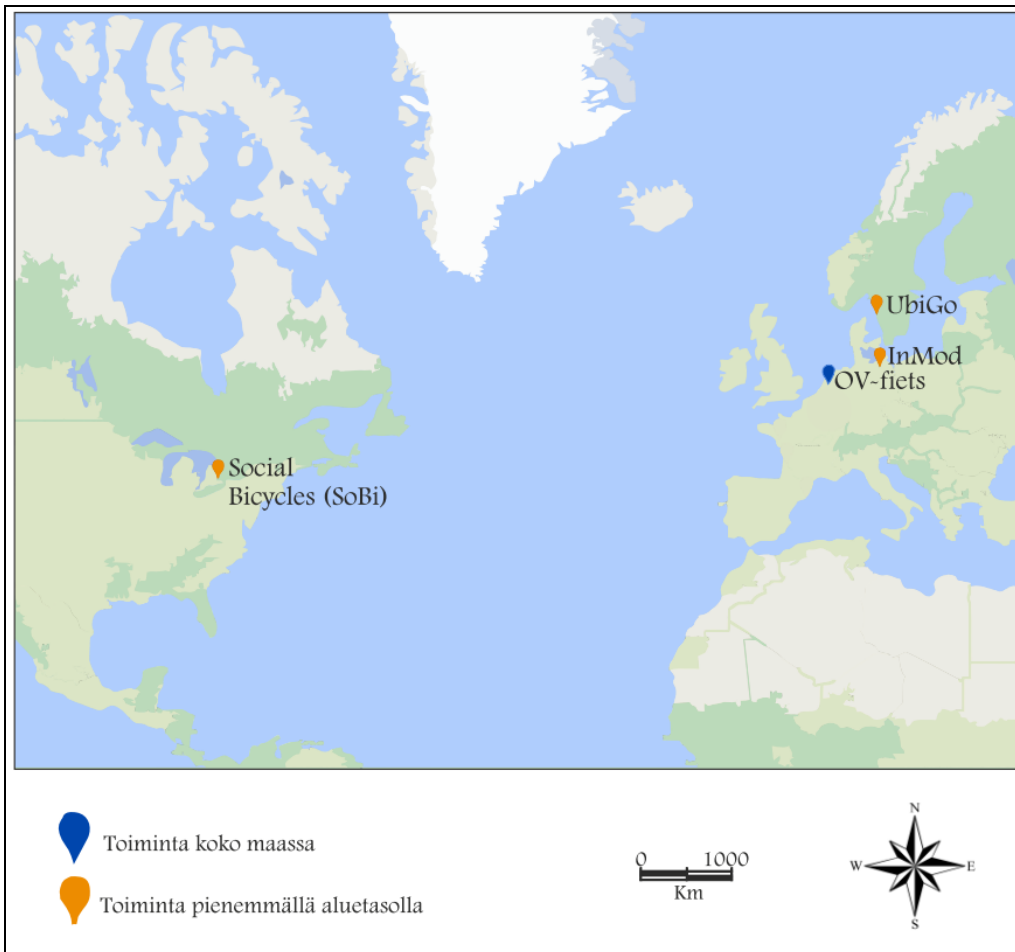 UbiGo
InMod
OV-fiets
Social
Bicycles (SoBi)
Toiminta koko maassa
Toiminta pienemmällä aluetasolla
0 1000
Km
N
W E
S